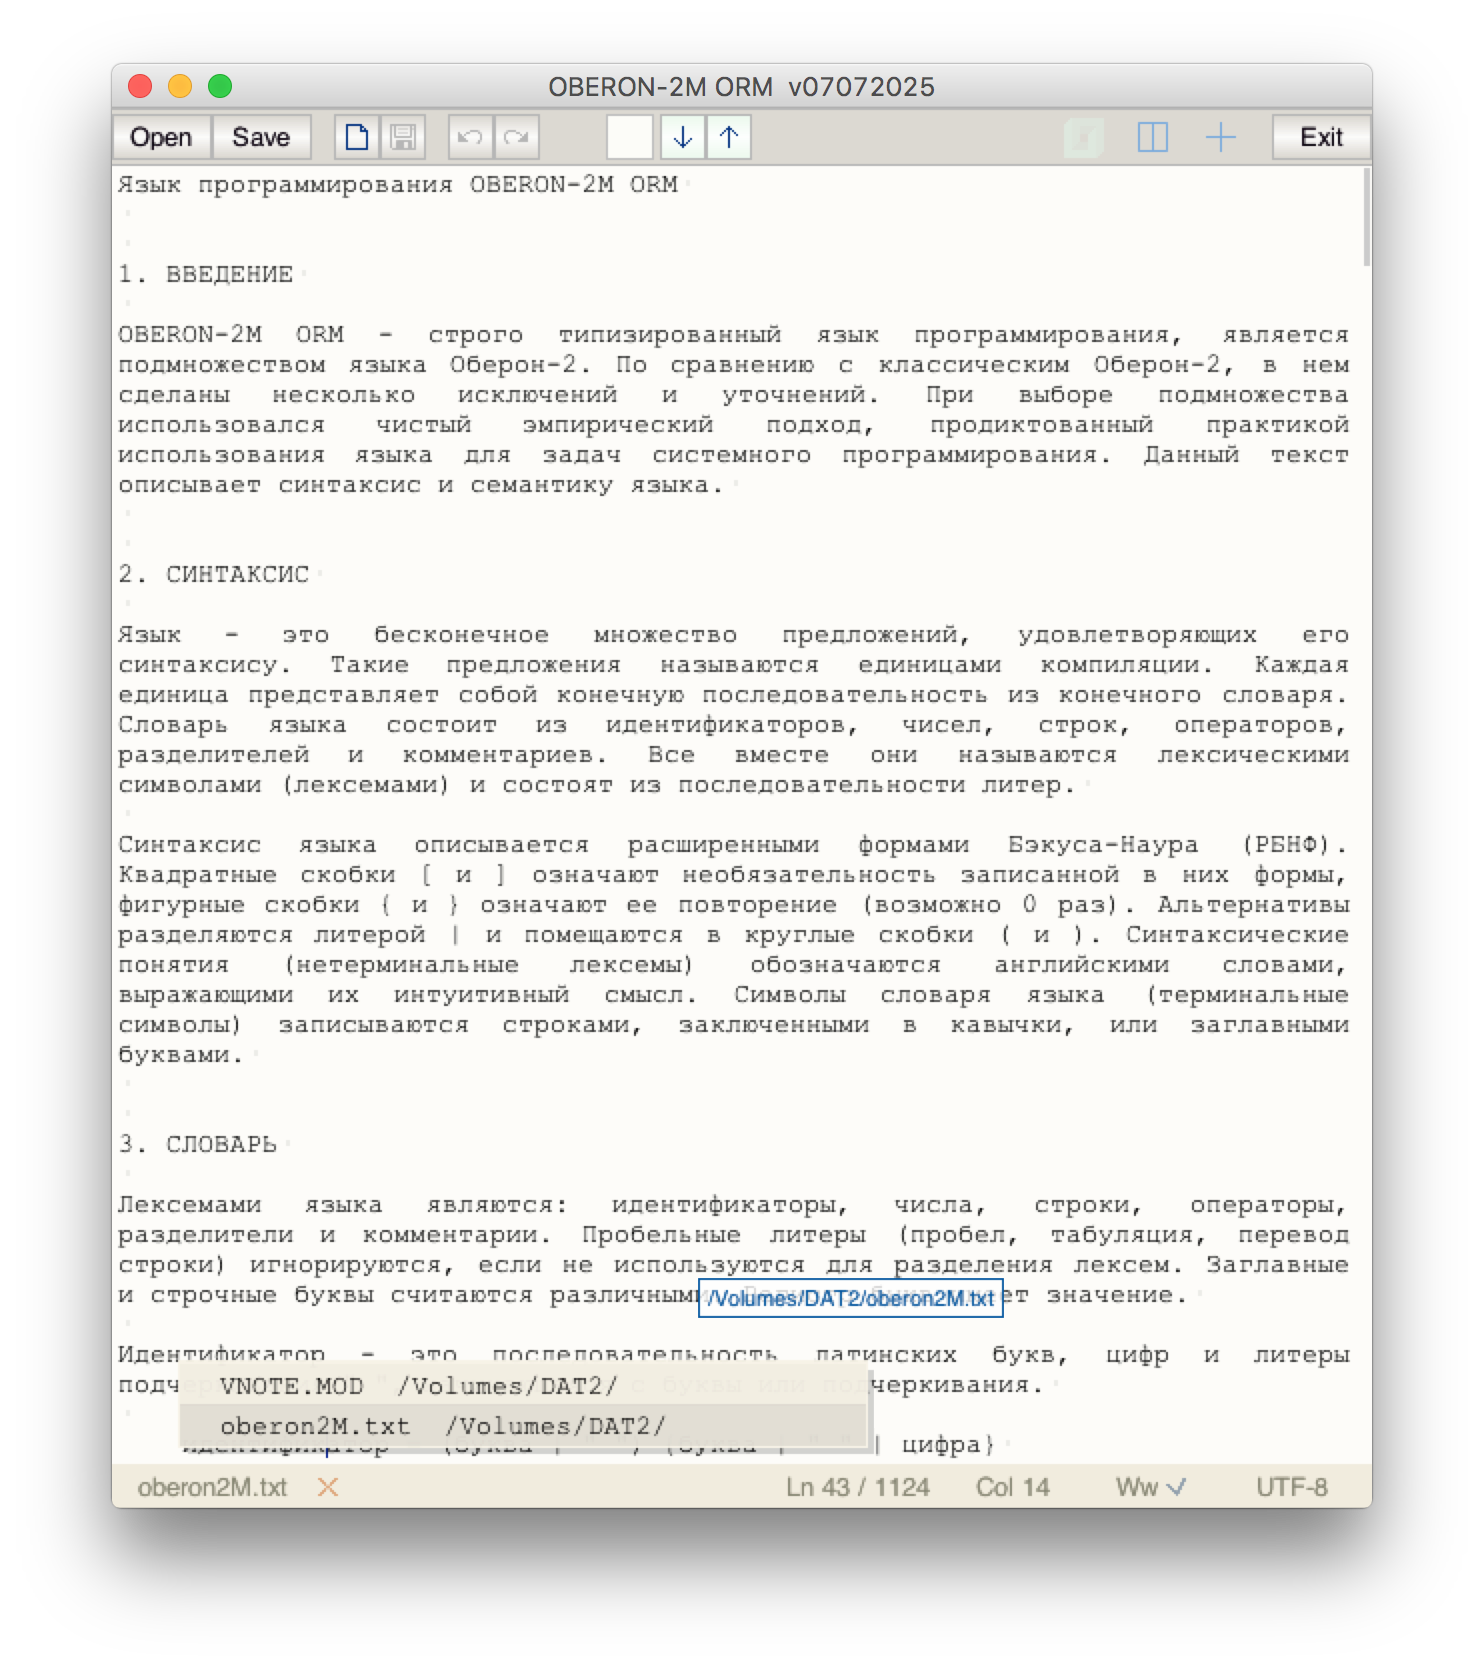 OBERON-2M ORM v07072025
Open Save Exit
Язык программирования OBERON-2M ORM
1. ВВЕДЕНИЕ
OBERON-2M ORM - строго типизированный язык программирования, является
подмножеством языка Оберон-2. По сравнению с классическим Оберон-2, в нем
сделаны несколько исключений и уточнений. При выборе подмножества
использовался чистый эмпирический подход, продиктованный практикой
использования языка для задач системного программирования. Данный текст
описывает синтаксис и семантику языка.
2. СИНТАКСИС
Язык - это бесконечное множество предложений, удовлетворяющих его
синтаксису. Такие предложения называются единицами компиляции. Каждая
единица представляет собой конечную последовательность из конечного словаря.
Словарь языка состоит из идентификаторов, чисел, строк, операторов,
разделителей и комментариев. Все вместе они называются лексическими
символами (лексемами) и состоят из последовательности литер.
Синтаксис языка описывается расширенными формами Бэкуса-Наура (РБНФ).
Квадратные скобки [ и ] означают необязательность записанной в них формы,
фигурные скобки { и } означают ее повторение (возможно 0 раз). Альтернативы
разделяются литерой | и помещаются в круглые скобки ( и ). Синтаксические
понятия (нетерминальные лексемы) обозначаются английскими словами,
выражающими их интуитивный смысл. Символы словаря языка (терминальные
символы) записываются строками, заключенными в кавычки, или заглавными
буквами.
3. СЛОВАРЬ
Лексемами языка являются: идентификаторы, числа, строки, операторы,
разделители и комментарии. Пробельные литеры (пробел, табуляция, перевод
строки) игнорируются, если не используются для разделения лексем. Заглавные
и строчные буквы считаются различными значение.
/Volumes/DAT2/oberon2M.txt
Идентификатор - это последовательность латинских букв, цифр и литеры
с буквы или подчеркивания.
VNOTE.MOD /Volumes/DAT2/
oberon2M.txt /Volumes/DAT2/
идентификатор | цифра}
oberon2M.txt Ln 43 / 1124 Col 14 Ww UTF-8